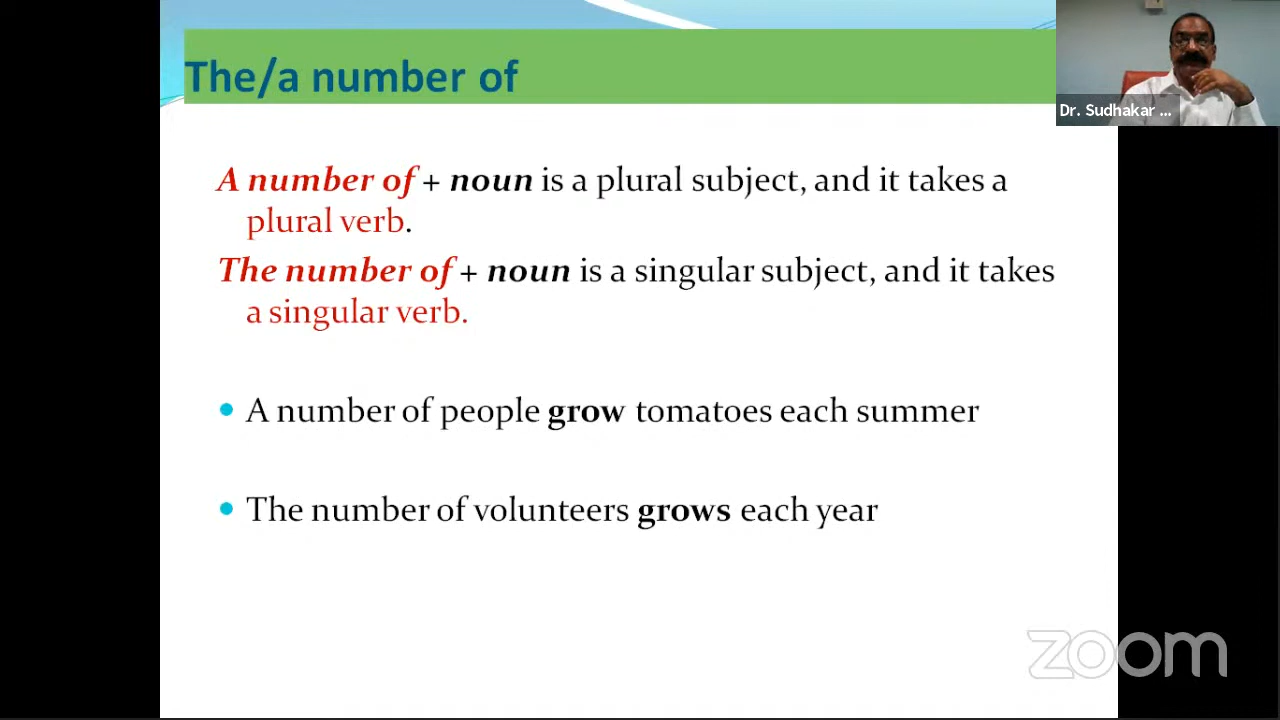 The/a number of
Dr. Sudhakar ...
A number of + noun is a plural subject, and it takes a
plural verb.
The number of + noun is a singular subject, and it takes
a singular verb.
• A number of people grow tomatoes each summer
• The number of volunteers grows each year
zoom